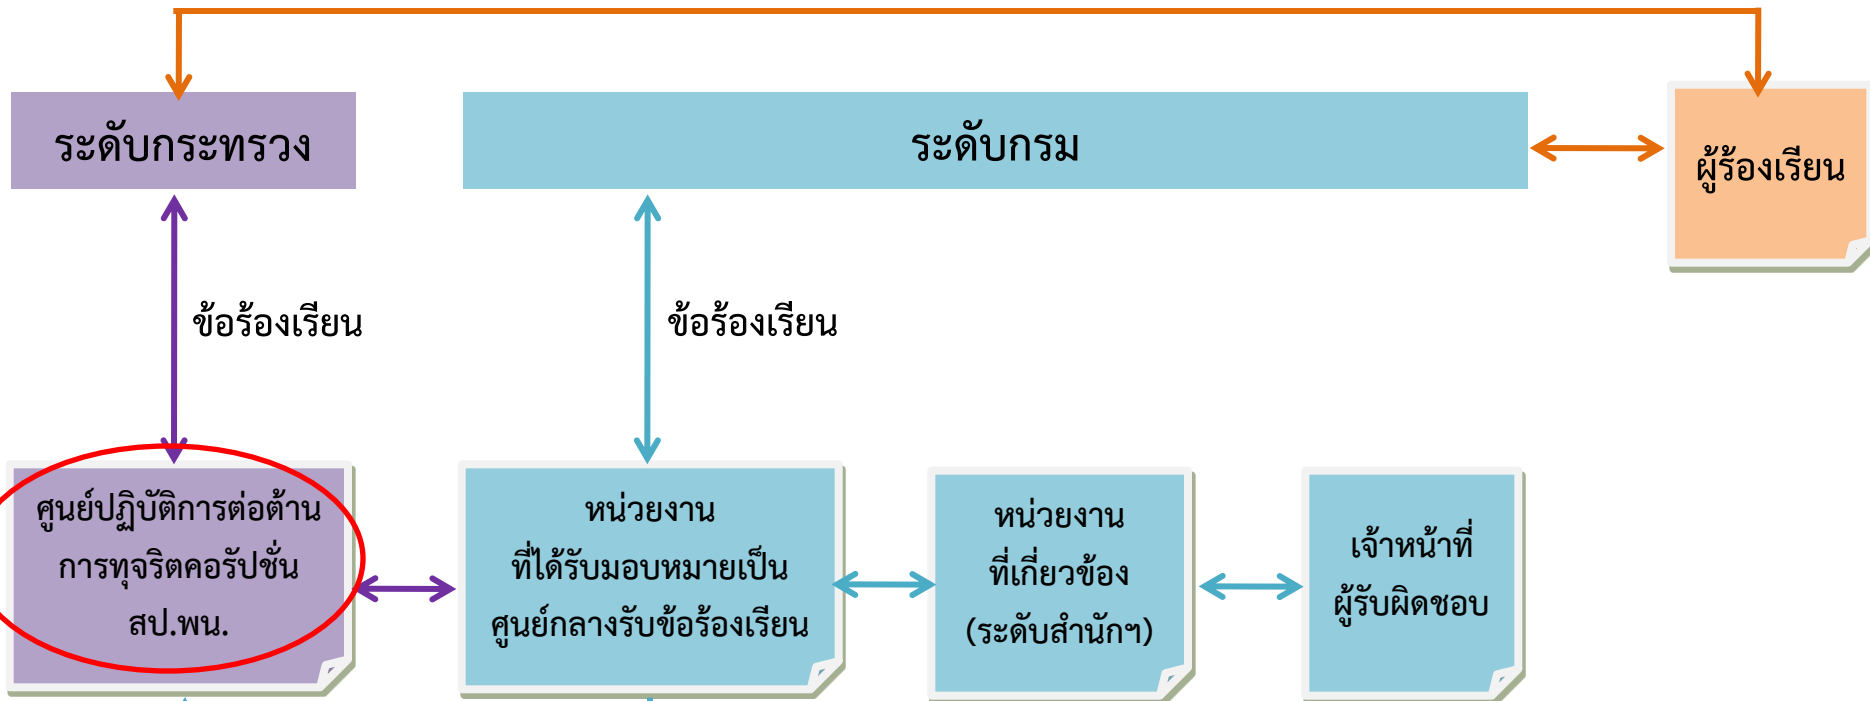 ระดับกระทรวง
ระดับกรม
ผู้ร้องเรียน
ข้อร้องเรียน
ข้อร้องเรียน
ศูนย์ปฏิบัติการต่อต้าน
การทุจริตคอรัปชั่น
สป.พน.
หน่วยงาน
ที่ได้รับมอบหมายเป็น
ศูนย์กลางรับข้อร้องเรียน
หน่วยงาน
ที่เกี่ยวข้อง
(ระดับสำนักฯ)
เจ้าหน้าที่
ผู้รับผิดชอบ